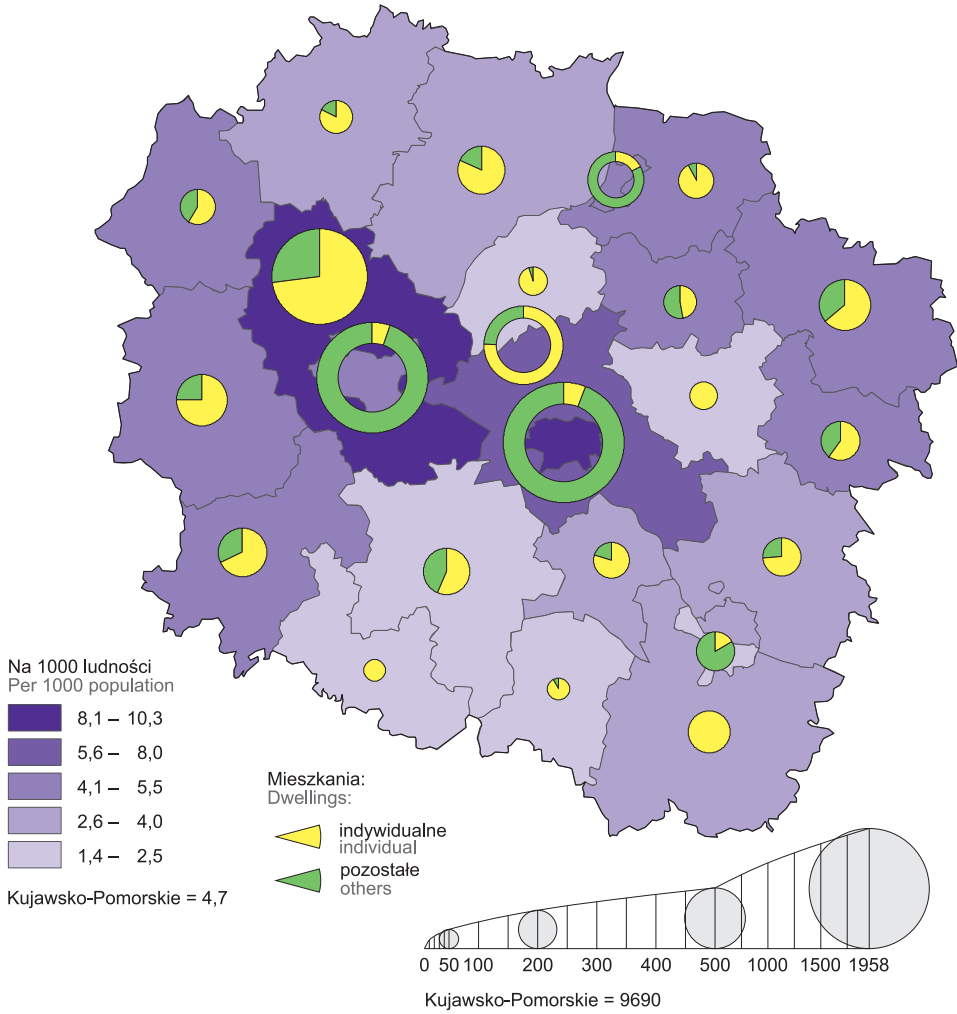 Na 1000 ludności
Per 1000 population
8,1 – 10,3
5,6 – 8,0
4,1 – 5,5
2,6 – 4,0
1,4 – 2,5
Kujawsko-Pomorskie = 4,7
Mieszkania:
Dwellings:
indywidualne
individual
pozostałe
others
0 50 100 200 300 400 500 1000 1500 1958
Kujawsko-Pomorskie = 9690